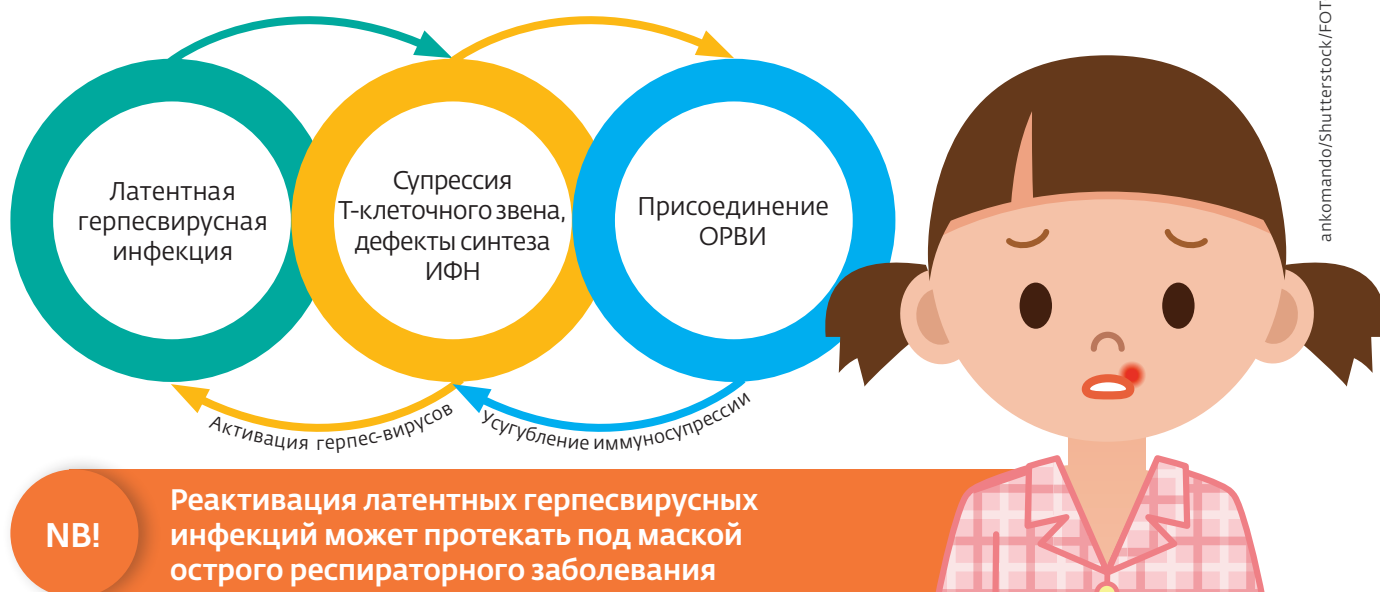 Латентная
герпесвирусная
инфекция
Супрессия
Т-клеточного звена,
дефекты синтеза
ИФН
Присоединение
ОРВИ
Активация герпес-вирусов
Усугубление иммуносупрессии
NB!
Реактивация латентных герпесвирусных
инфекций может протекать под маской
острого респираторного заболевания
ankomando/Shutterstock/FOT